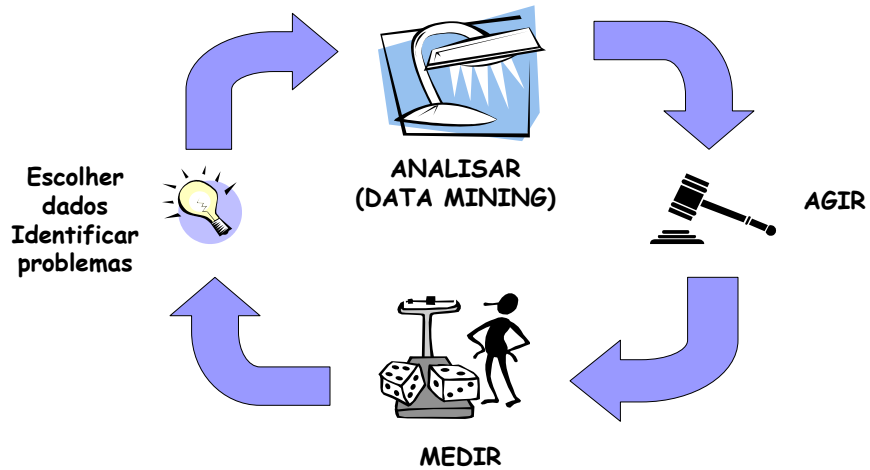 ANALISAR
(DATA MINING)
Escolher
dados
Identificar
problemas
AGIR
MEDIR